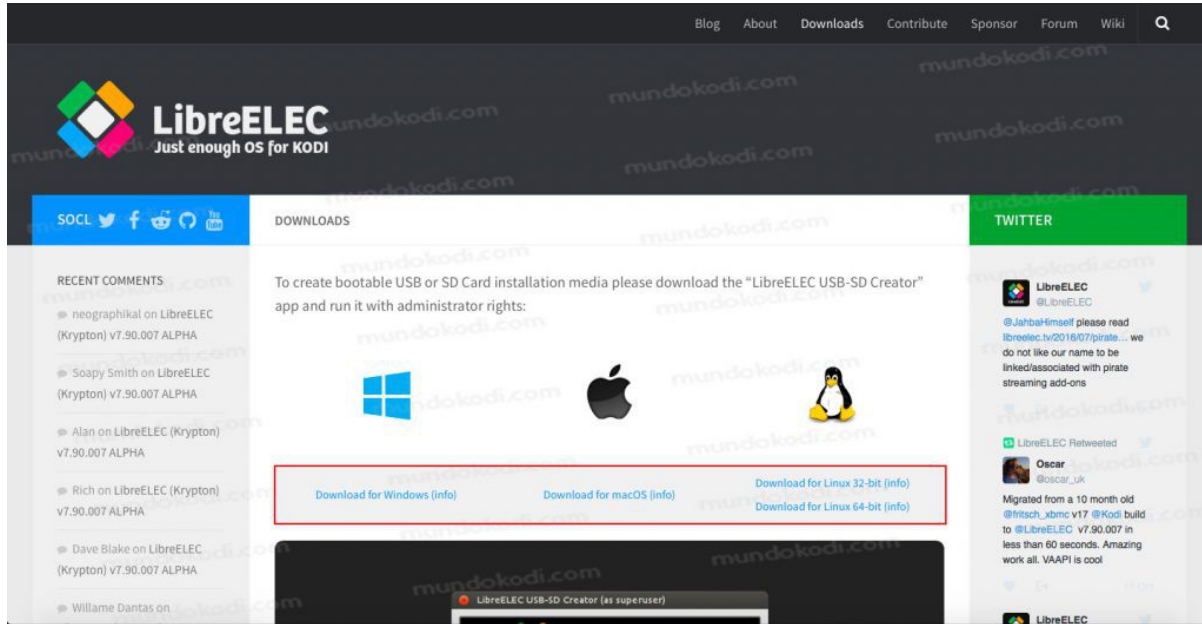 Blog About Downloads Contribute Sponsor Forum Wiki
LibreELEC
Just enough OS for KODI
SOCL
You
Tube
DOWNLOADS
TWITTER
RECENT COMMENTS
neographikal on LibreELEC
(Krypton) v7.90.007 ALPHA
Soapy Smith on LibreELEC
(Krypton) v7.90.007 ALPHA
Alan on LibreELEC (Krypton)
v7.90.007 ALPHA
Rich on LibreELEC (Krypton)
v7.90.007 ALPHA
Dave Blake on LibreELEC
(Krypton) v7.90.007 ALPHA
Willame Dantas on
To create bootable USB or SD Card installation media please download the “LibreELEC USB-SD Creator”
app and run it with administrator rights:
Download for Windows (info)
Download for macOS (info)
Download for Linux 32-bit (info)
Download for Linux 64-bit (info)
LibreELEC USB-SD Creator (as superuser)
LibreELEC
@LibreELEC
@JahbaHimself please read
libreelec.tv/2016/07/pirate… we
do not like our name to be
linked/associated with pirate
streaming add-ons
LibreELEC Retweeted
Oscar
@oscar_uk
Migrated from a 10 month old
@fritsch_xbmc v17 @Kodi build
to @LibreELEC v7.90.007 in
less than 60 seconds. Amazing
work all. VAAPI is cool
LibreELEC
mundokodi.com